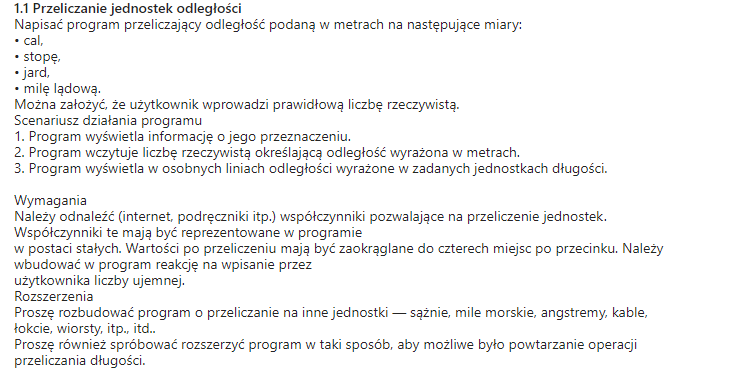 1.1 Przeliczanie jednostek odległości
Napisać program przeliczający odległość podaną w metrach na następujące miary:
• cal,
• stopę,
• jard,
• milę lądową.
Można założyć, że użytkownik wprowadzi prawidłową liczbę rzeczywistą.
Scenariusz działania programu
1. Program wyświetla informację o jego przeznaczeniu.
2. Program wczytuje liczbę rzeczywistą określającą odległość wyrażona w metrach.
3. Program wyświetla w osobnych liniach odległości wyrażone w zadanych jednostkach długości.
Wymagania
Należy odnaleźć (internet, podręczniki itp.) współczynniki pozwalające na przeliczenie jednostek.
Współczynniki te mają być reprezentowane w programie
w postaci stałych. Wartości po przeliczeniu mają być zaokrąglane do czterech miejsc po przecinku. Należy
wbudować w program reakcję na wpisanie przez
użytkownika liczby ujemnej.
Rozszerzenia
Proszę rozbudować program o przeliczanie na inne jednostki — sążnie, mile morskie, angstremy, kable,
łokcie, wiorsty, itp., itd..
Proszę również spróbować rozszerzyć program w taki sposób, aby możliwe było powtarzanie operacji
przeliczania długości.